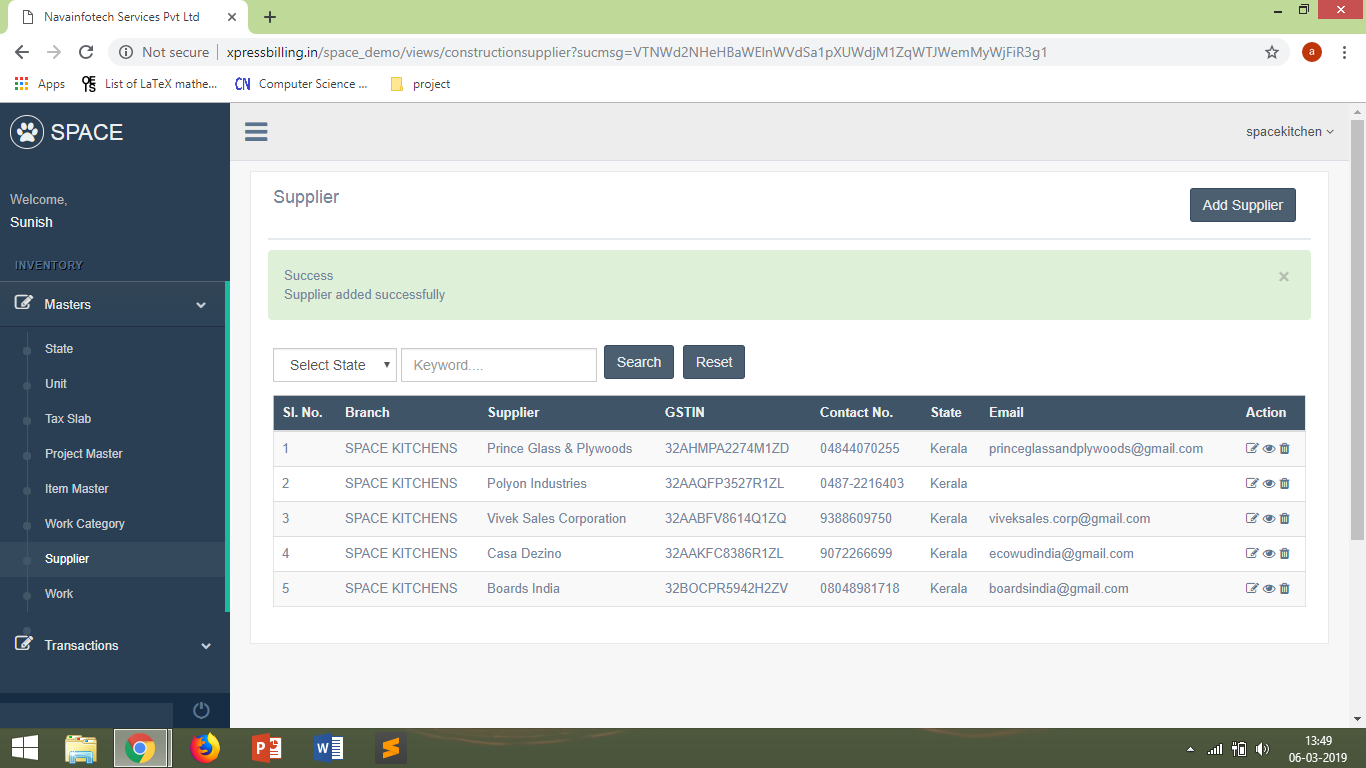 Navainfotech Services Pvt Ltd
Not secure xpressbilling.in/space_demo/views/constructionsupplier?sucmsg=VTNWd2NHeHBaWElnWVdSa1pXUWdjM1ZqWTJWemMyWjFiR3g1
a
Apps List of LaTeX mathe... CN Computer Science ... project
SPACE
spacekitchen
Welcome,
Sunish
INVENTORY
Masters
State
Unit
Tax Slab
Project Master
Item Master
Work Category
Supplier
Work
Transactions
Supplier
Add Supplier
Success
Supplier added successfully
Select State Keyword.... Search Reset
Sl. No. Branch Supplier GSTIN Contact No. State Email Action
1 SPACE KITCHENS Prince Glass & Plywoods 32AHMPA2274M1ZD 04844070255 Kerala princeglassandplywoods@gmail.com
2 SPACE KITCHENS Polyon Industries 32AAQFP3527R1ZL 0487-2216403 Kerala
3 SPACE KITCHENS Vivek Sales Corporation 32AABFV8614Q1ZQ 9388609750 Kerala viveksales.corp@gmail.com
4 SPACE KITCHENS Casa Dezino 32AAKFC8386R1ZL 9072266699 Kerala ecowudindia@gmail.com
5 SPACE KITCHENS Boards India 32BOCPR5942H2ZV 08048981718 Kerala boardsindia@gmail.com
13:49
06-03-2019